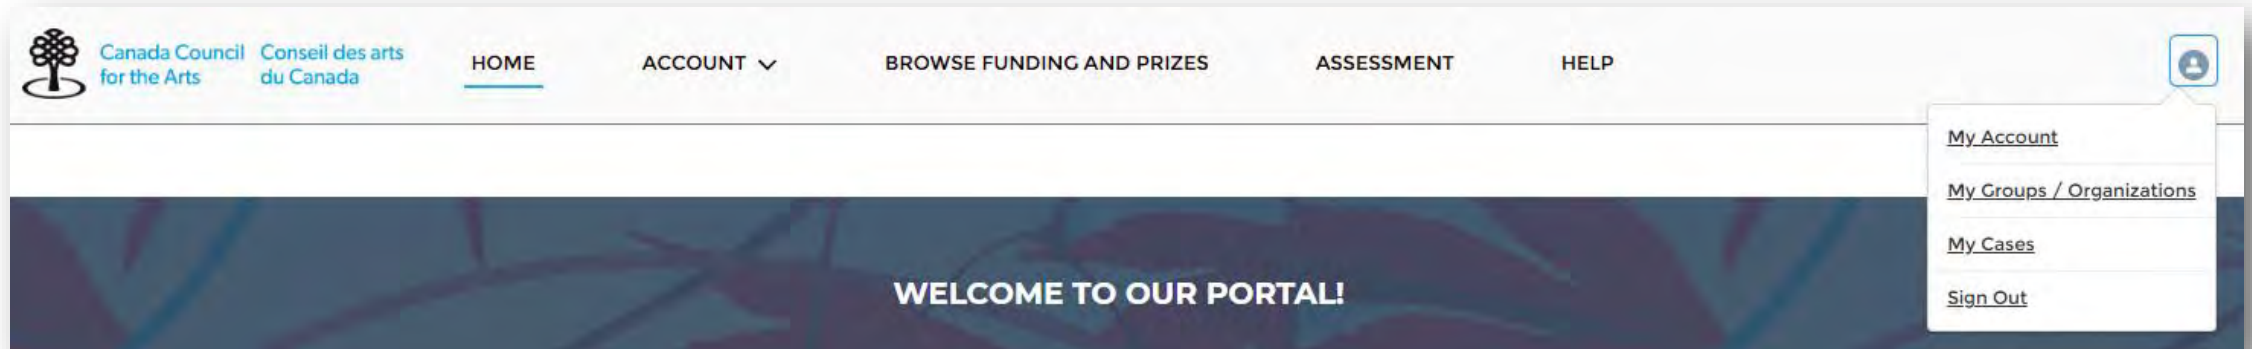 Canada Council Conseil des arts
for the Arts du Canada
HOME
ACCOUNT
BROWSE FUNDING AND PRIZES
ASSESSMENT
HELP
My Account
My Groups / Organizations
My Cases
Sign Out
WELCOME TO OUR PORTAL!